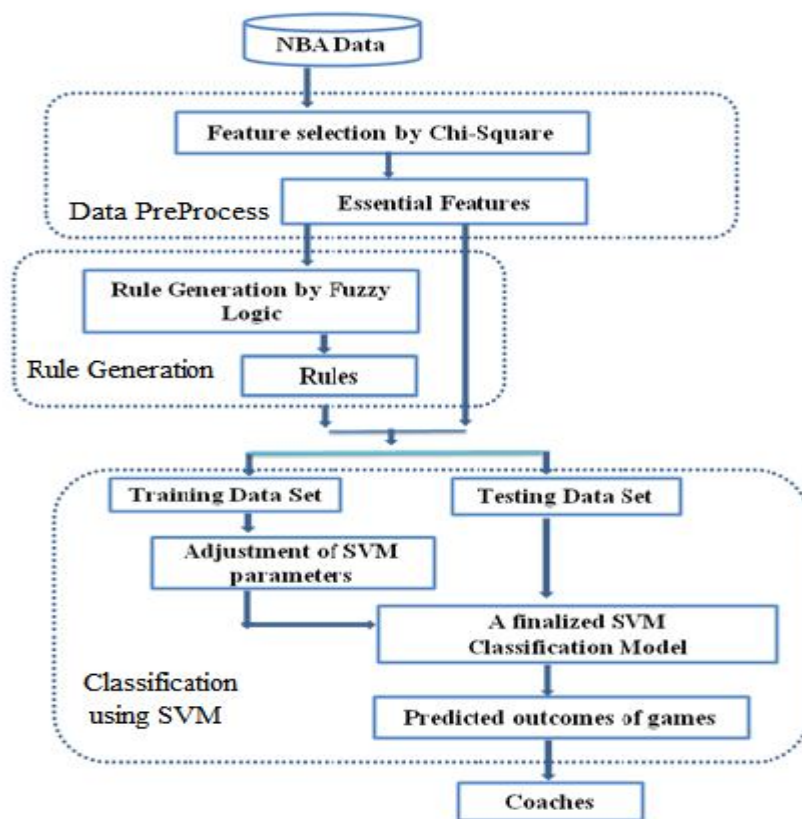 NBA Data
Feature selection by Chi-Square
Essential Features
Data PreProcess
Rule Generation by Fuzzy
Logic
Rule Generation
Rules
Training Data Set
Testing Data Set
Adjustment of SVM
parameters
A finalized SVM
Classification Model
Classification
using SVM
Predicted outcomes of games
Coaches